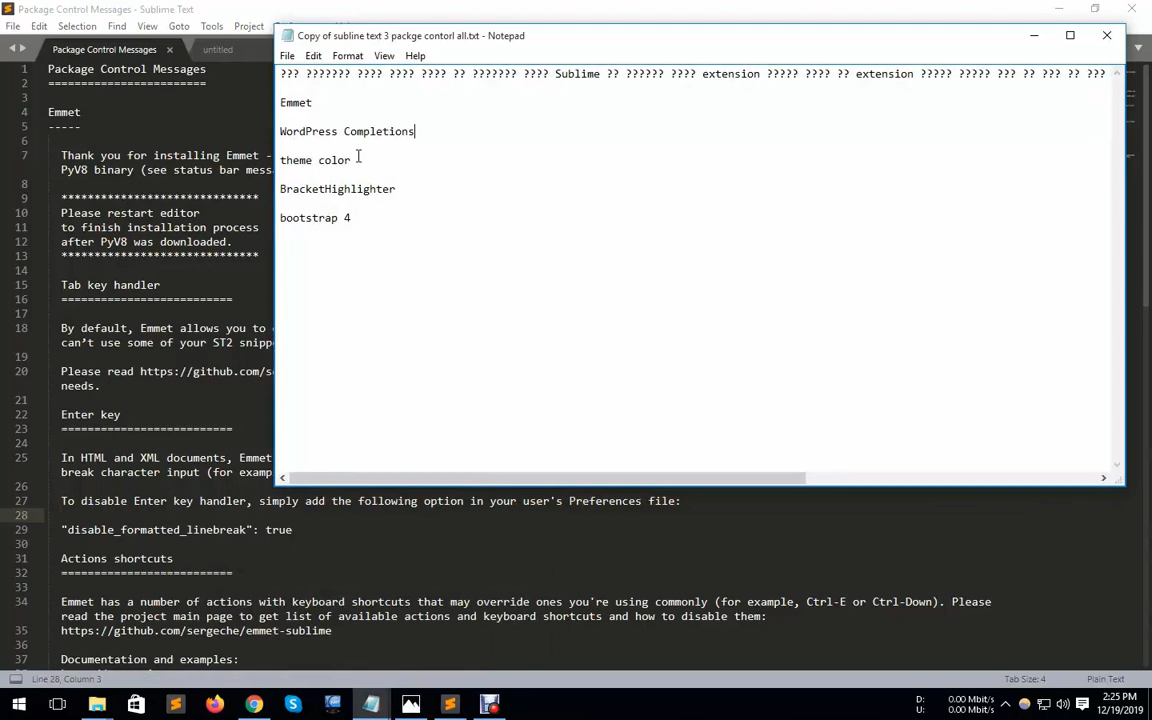 Package Control Messages - Sublime Text
File Edit Selection Find View Goto Tools Project
Package Control Messages × untitled
Copy of subline text 3 packge contorl all.txt - Notepad
File Edit Format View Help
??? ??????? ???? ???? ???? ?? ??????? ???? Sublime ?? ?????? ???? extension ????? ???? ?? extension ????? ????? ??? ?? ??? ?? ???
Emmet
WordPress Completions
theme color
BracketHighlighter
bootstrap 4
1 Package Control Messages
2 ========================
3
4 Emmet
5 -----
6
7 Thank you for installing Emmet -
PyV8 binary (see status bar mess
8
9 *******************************
10 Please restart editor
11 to finish installation process
12 after PyV8 was downloaded.
13 *******************************
14
15 Tab key handler
16 ===========================
17
18 By default, Emmet allows you to
can’t use some of your ST2 snipp
19
20 Please read https://github.com/se
needs.
21
22 Enter key
23 ===========================
24
25 In HTML and XML documents, Emmet
break character input (for examp
26
27 To disable Enter key handler, simply add the following option in your user's Preferences file:
28
29 "disable_formatted_linebreak": true
30
31 Actions shortcuts
32 ===========================
33
34 Emmet has a number of actions with keyboard shortcuts that may override ones you're using commonly (for example, Ctrl-E or Ctrl-Down). Please
read the project main page to get list of available actions and keyboard shortcuts and how to disable them:
35 https://github.com/sergeche/emmet-sublime
36
37 Documentation and examples:
Line 28, Column 3 Tab Size: 4 Plain Text
D: 0.00 Mbit/s
U: 0.00 Mbit/s
2:25 PM
12/19/2019